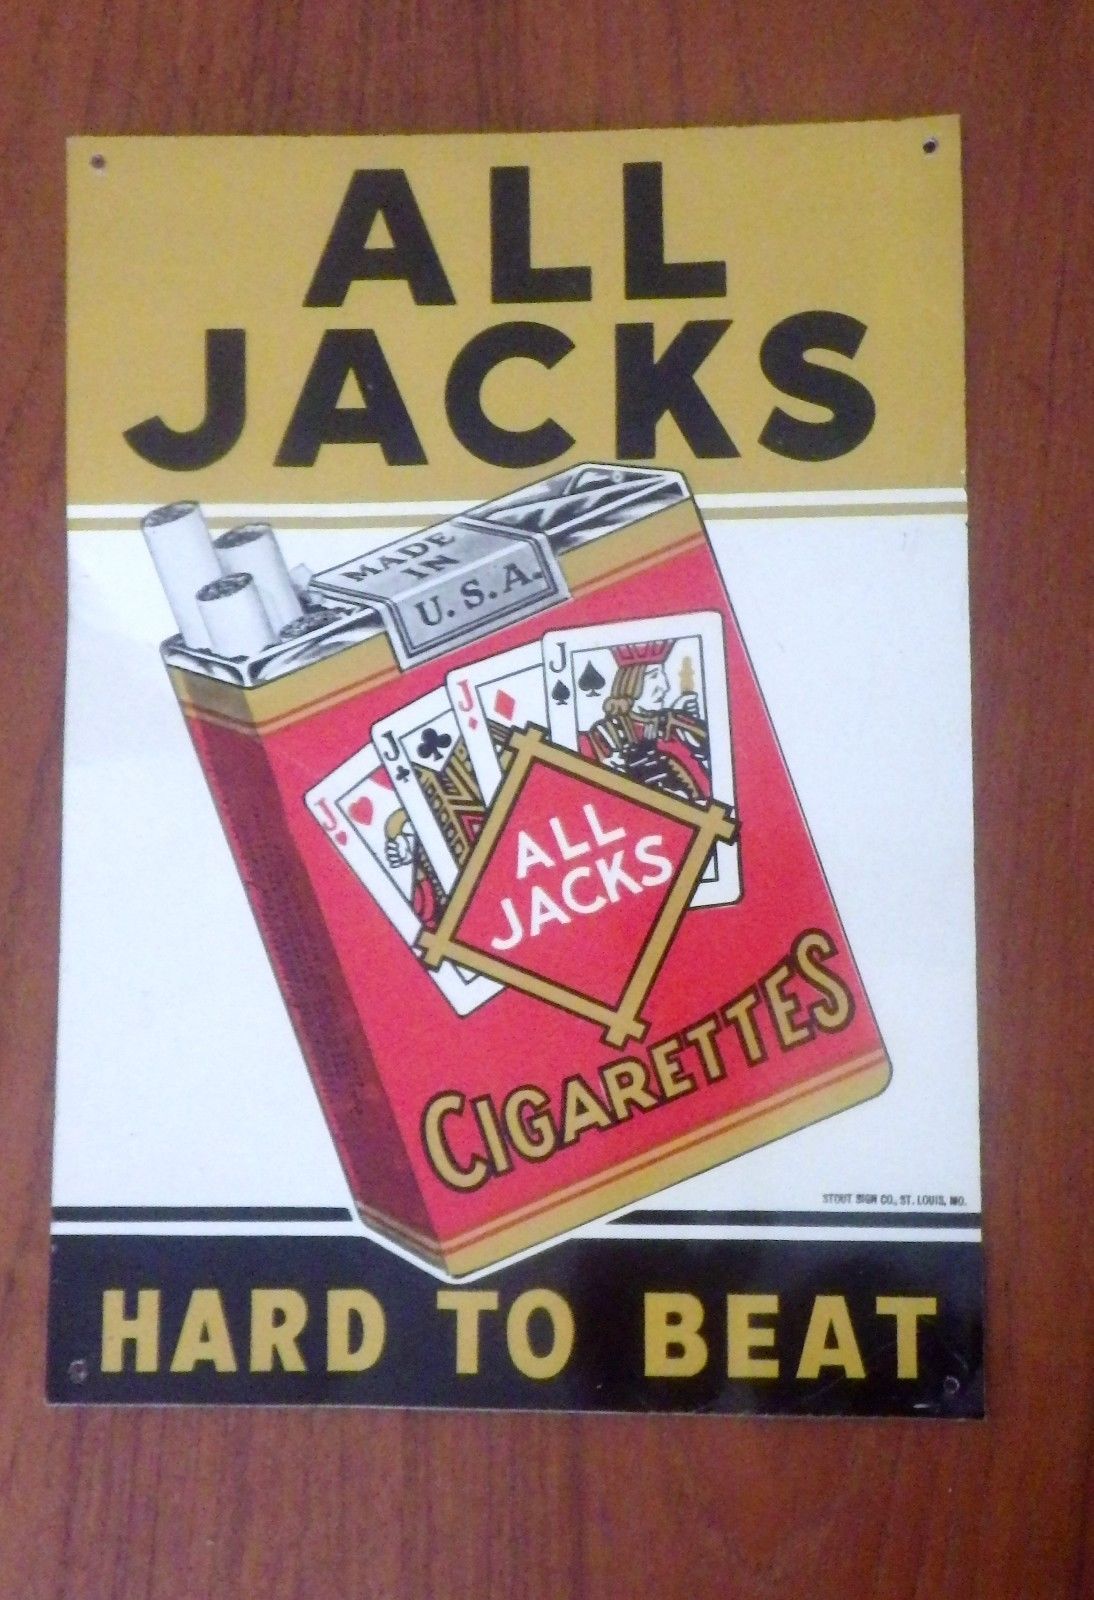 ALL
JACKS
MADE
IN
U.S.A.
J
J
J
J
ALL
JACKS
CIGARETTES
STOUT SIGN CO., ST. LOUIS, MO.
HARD TO BEAT